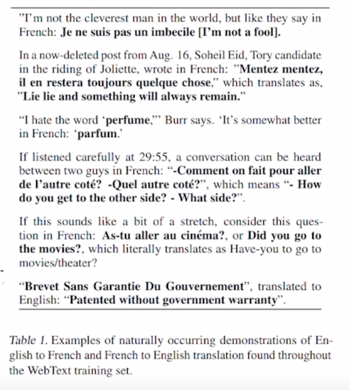 "I'm not the cleverest man in the world, but like they say in
French: Je ne suis pas un imbecile [I'm not a fool].
In a now-deleted post from Aug. 16, Soheil Eid, Tory candidate
in the riding of Joliette, wrote in French: "Mentez mentez,
il en restera toujours quelque chose," which translates as,
"Lie lie and something will always remain."
"I hate the word 'perfume,'" Burr says. 'It's somewhat better
in French: 'parfum.'
If listened carefully at 29:55, a conversation can be heard
between two guys in French: "-Comment on fait pour aller
de l'autre coté? -Quel autre coté?", which means "- How
do you get to the other side? - What side?".
If this sounds like a bit of a stretch, consider this ques-
tion in French: As-tu aller au cinéma?, or Did you go to
the movies?, which literally translates as Have-you to go to
movies/theater?
"Brevet Sans Garantie Du Gouvernement", translated to
English: "Patented without government warranty".
Table 1. Examples of naturally occurring demonstrations of En-
glish to French and French to English translation found throughout
the WebText training set.